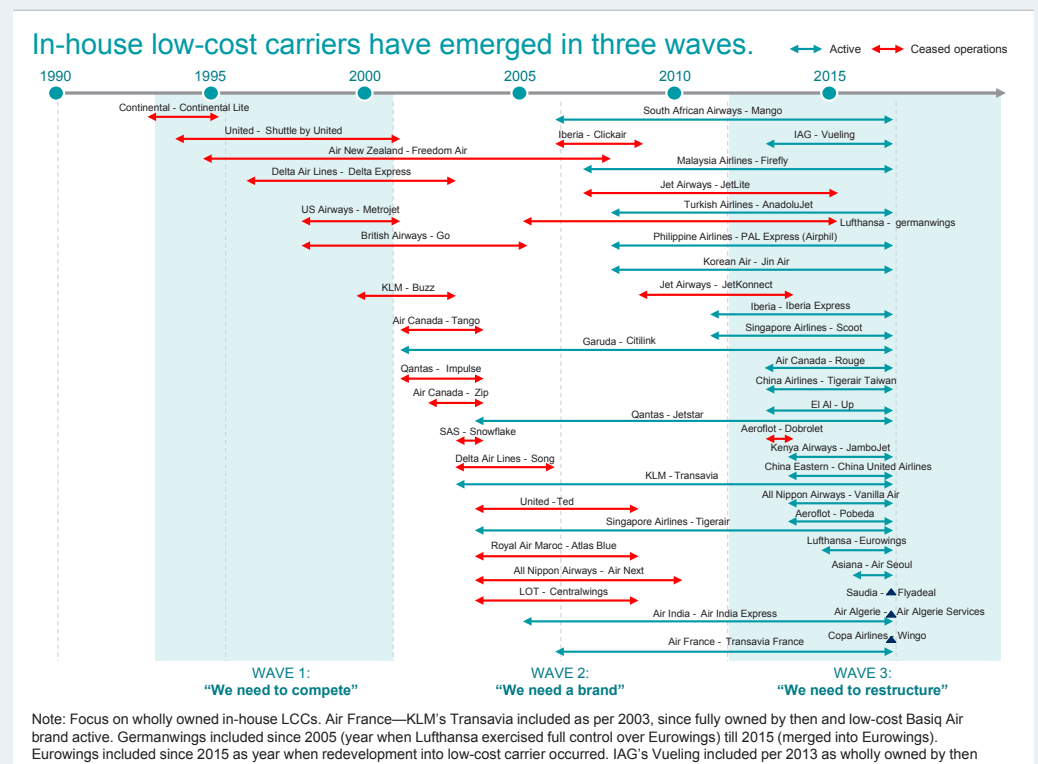 In-house low-cost carriers have emerged in three waves.
Active
Ceased operations
1990
1995
2000
2005
2010
2015
Continental - Continental Lite
South African Airways - Mango
United - Shuttle by United
Iberia - Clickair
IAG - Vueling
Air New Zealand - Freedom Air
Malaysia Airlines - Firefly
Delta Air Lines - Delta Express
Jet Airways - JetLite
US Airways - Metrojet
Turkish Airlines - AnadoluJet
Lufthansa - germanwings
British Airways - Go
Philippine Airlines - PAL Express (Airphil)
Korean Air - Jin Air
KLM - Buzz
Jet Airways - JetKonnect
Iberia - Iberia Express
Air Canada - Tango
Singapore Airlines - Scoot
Garuda - Citilink
Air Canada - Rouge
Qantas - Impulse
China Airlines - Tigerair Taiwan
Air Canada - Zip
El Al - Up
Qantas - Jetstar
SAS - Snowflake
Aeroflot - Dobrolet
Kenya Airways - JamboJet
Delta Air Lines - Song
China Eastern - China United Airlines
KLM - Transavia
All Nippon Airways - Vanilla Air
United - Ted
Aeroflot - Pobeda
Singapore Airlines - Tigerair
Lufthansa - Eurowings
Royal Air Maroc - Atlas Blue
Asiana - Air Seoul
All Nippon Airways - Air Next
LOT - Centralwings
Saudia - Flyadeal
Air India - Air India Express
Air Algerie - Air Algerie Services
Air France - Transavia France
Copa Airlines - Wingo
WAVE 1:
“We need to compete”
WAVE 2:
“We need a brand”
WAVE 3:
“We need to restructure”
Note: Focus on wholly owned in-house LCCs. Air France—KLM’s Transavia included as per 2003, since fully owned by then and low-cost Basiq Air
brand active. Germanwings included since 2005 (year when Lufthansa exercised full control over Eurowings) till 2015 (merged into Eurowings).
Eurowings included since 2015 as year when redevelopment into low-cost carrier occurred. IAG’s Vueling included per 2013 as wholly owned by then